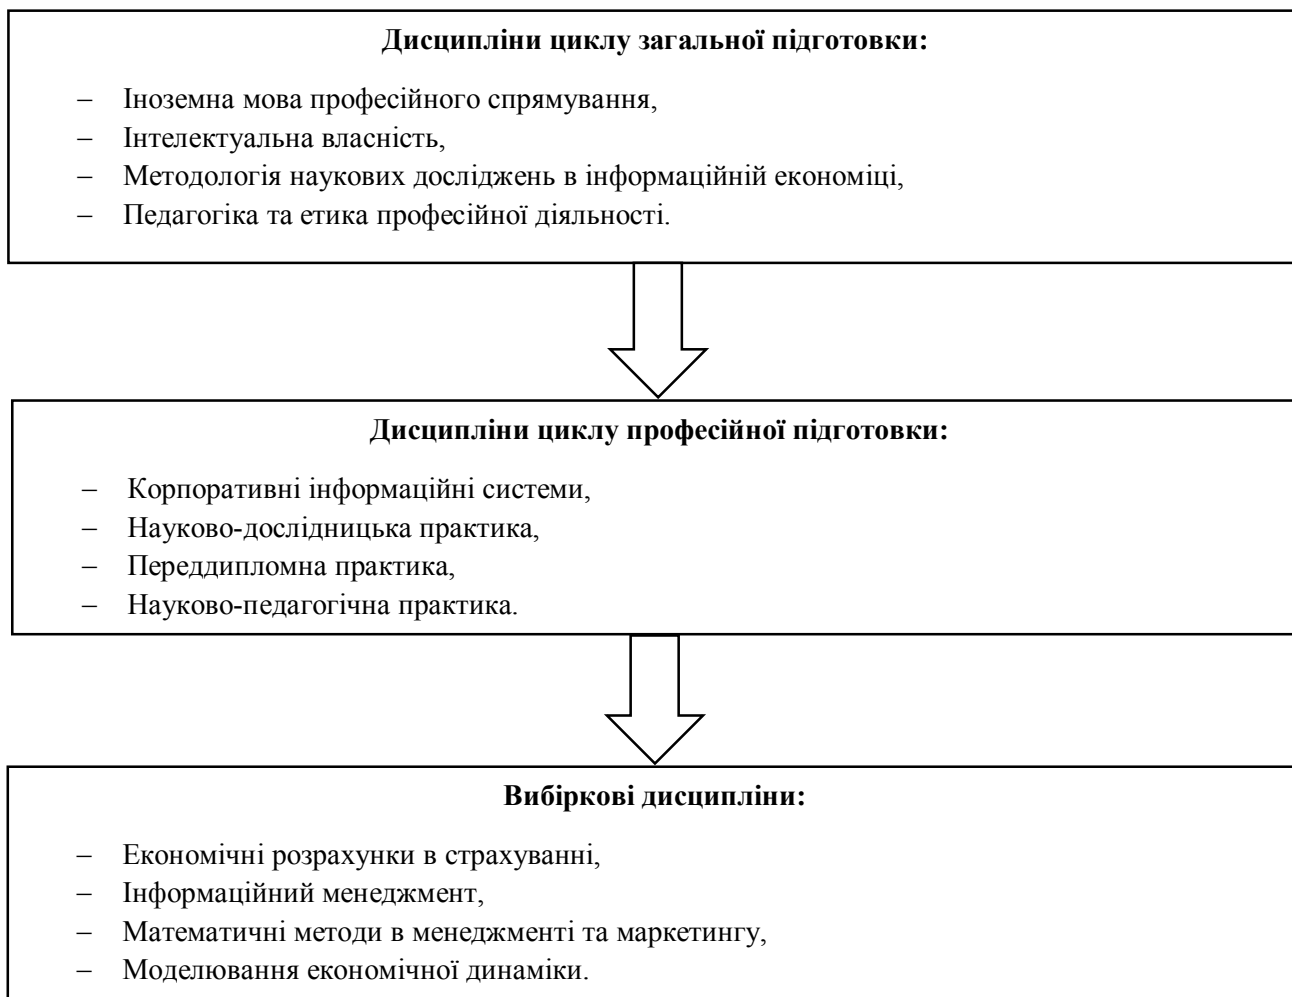 Дисципліни циклу загальної підготовки:
– Іноземна мова професійного спрямування,
– Інтелектуальна власність,
– Методологія наукових досліджень в інформаційній економіці,
– Педагогіка та етика професійної діяльності.
Дисципліни циклу професійної підготовки:
– Корпоративні інформаційні системи,
– Науково-дослідницька практика,
– Переддипломна практика,
– Науково-педагогічна практика.
Вибіркові дисципліни:
– Економічні розрахунки в страхуванні,
– Інформаційний менеджмент,
– Математичні методи в менеджменті та маркетингу,
– Моделювання економічної динаміки.